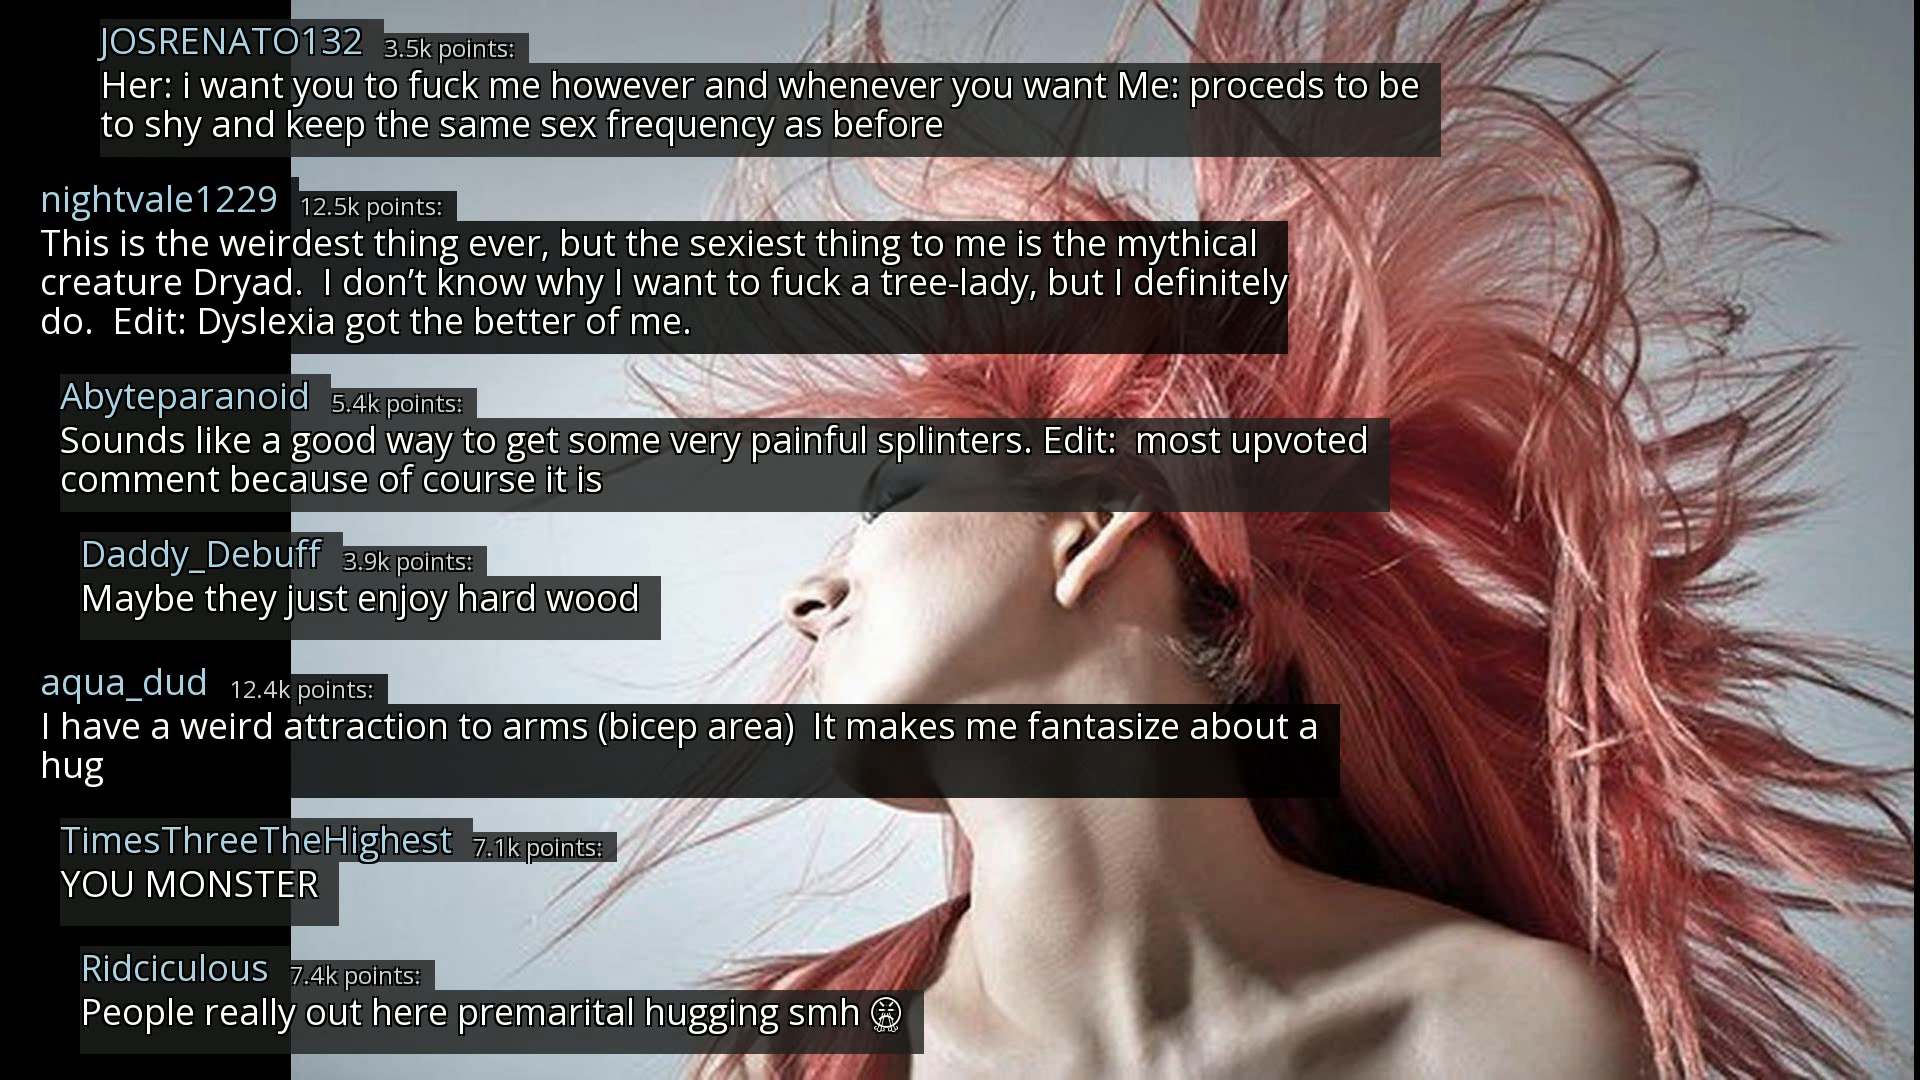 JOSRENATO132 3.5k points:
Her: i want you to fuck me however and whenever you want Me: proceds to be
to shy and keep the same sex frequency as before
nightvale1229 12.5k points:
This is the weirdest thing ever, but the sexiest thing to me is the mythical
creature Dryad.  I don’t know why I want to fuck a tree-lady, but I definitely
do.  Edit: Dyslexia got the better of me.
Abyteparanoid 5.4k points:
Sounds like a good way to get some very painful splinters. Edit:  most upvoted
comment because of course it is
Daddy_Debuff 3.9k points:
Maybe they just enjoy hard wood
aqua_dud 12.4k points:
I have a weird attraction to arms (bicep area)  It makes me fantasize about a
hug
TimesThreeTheHighest 7.1k points:
YOU MONSTER
Ridciculous 7.4k points:
People really out here premarital hugging smh 😤